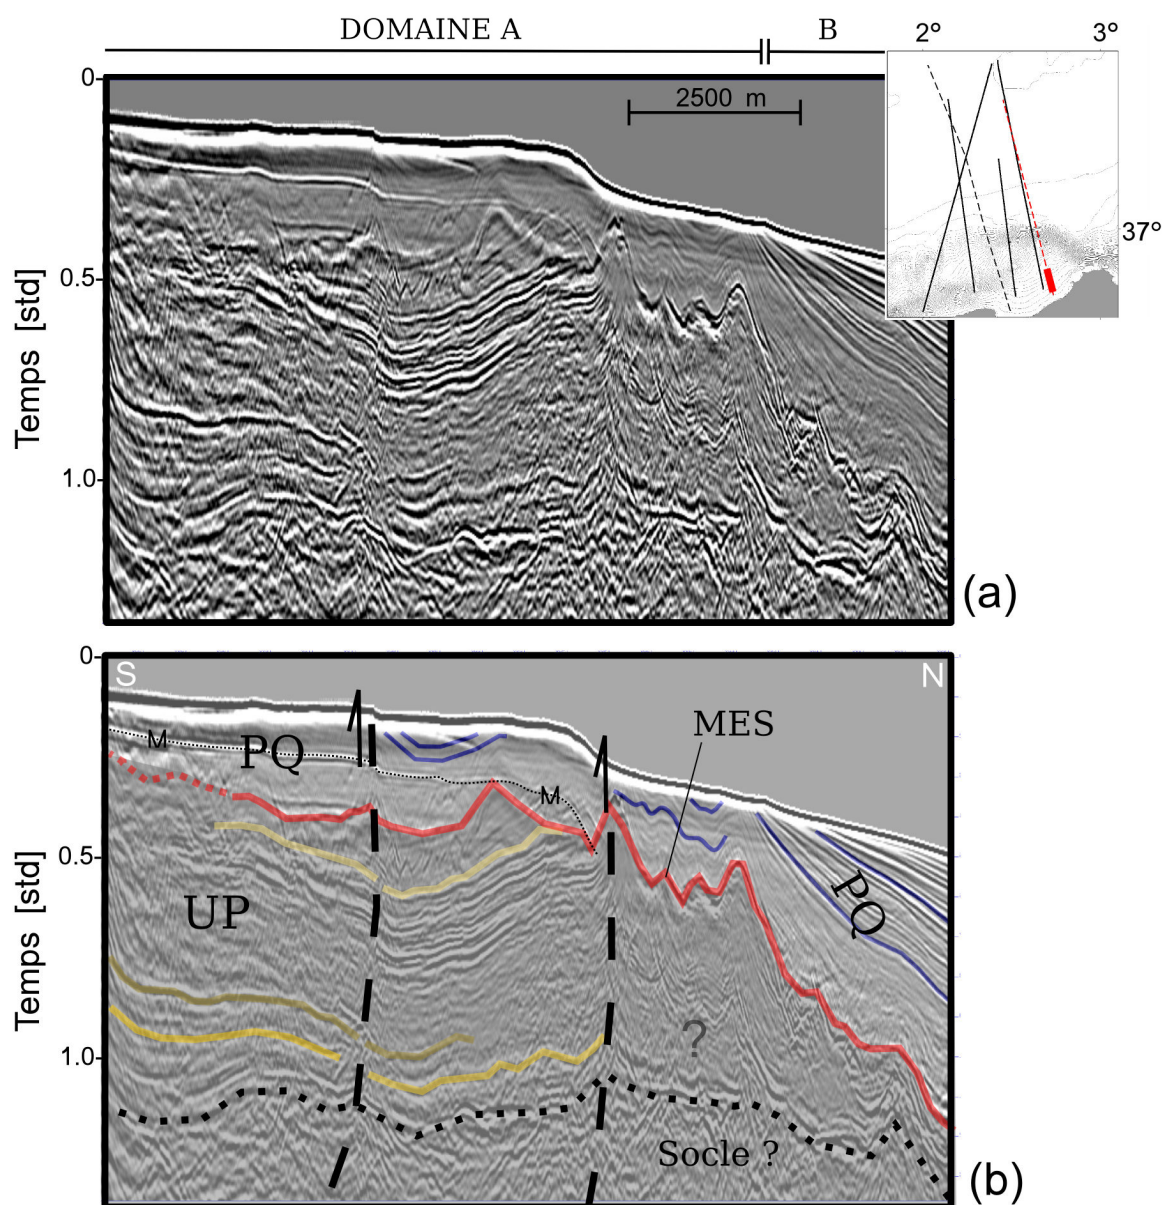 DOMAINE A
B
2° 3°
0
2500 m
37°
0.5
Temps [std]
1.0
(a)
0
S
N
MES
M
PQ
M
0.5
PQ
UP
Temps [std]
?
1.0
Socle ?
(b)